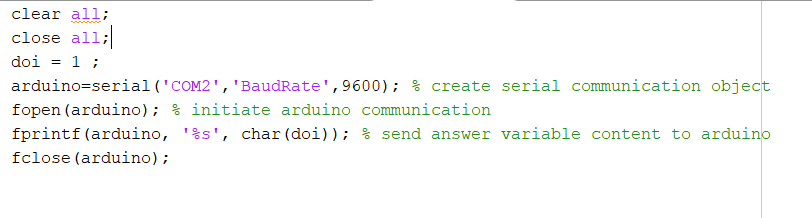 clear all;
close all;
doi = 1 ;
arduino=serial('COM2','BaudRate',9600); % create serial communication object
fopen(arduino); % initiate arduino communication
fprintf(arduino, '%s', char(doi)); % send answer variable content to arduino
fclose(arduino);